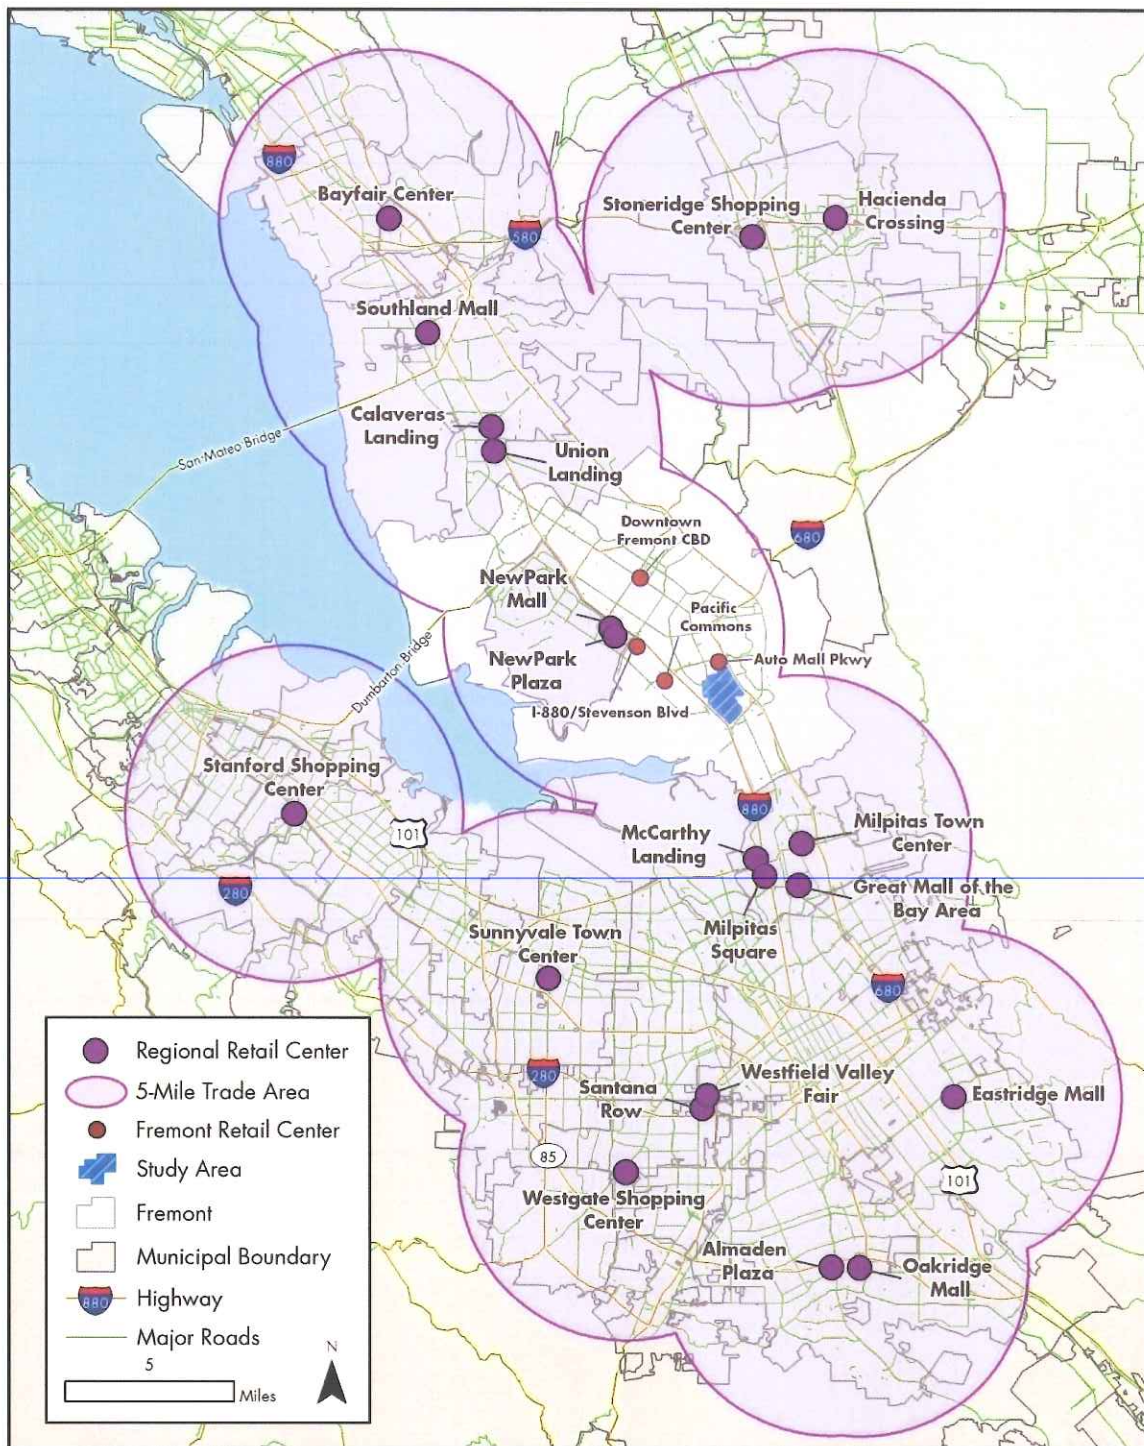 880
Bayfair Center
580
Stoneridge Shopping
Center
Hacienda
Crossing
Southland Mall
Calaveras
Landing
Union
Landing
San-Mateo Bridge
680
Downtown
Fremont CBD
NewPark
Mall
Pacific
Commons
NewPark
Plaza
Auto Mall Pkwy
I-880/Stevenson Blvd
Dumbarton-Bridge
Stanford Shopping
Center
101
280
880
McCarthy
Landing
Milpitas Town
Center
Great Mall of the
Bay Area
Milpitas
Square
Sunnyvale Town
Center
680
280
Santana
Row
Westfield Valley
Fair
Eastridge Mall
85
101
Westgate Shopping
Center
Almaden
Plaza
Oakridge
Mall
Regional Retail Center
5-Mile Trade Area
Fremont Retail Center
Study Area
Fremont
Municipal Boundary
880
Highway
Major Roads
5
Miles
N